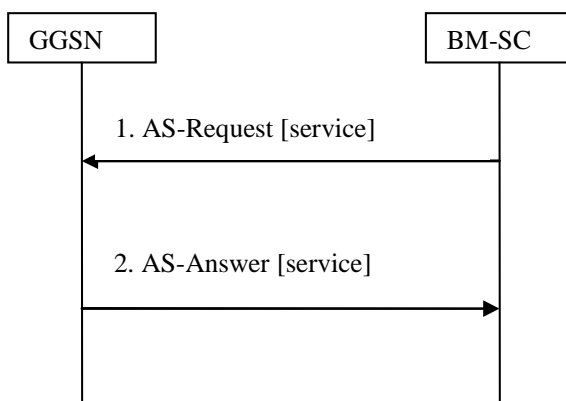 GGSN
BM-SC
1. AS-Request [service]
2. AS-Answer [service]